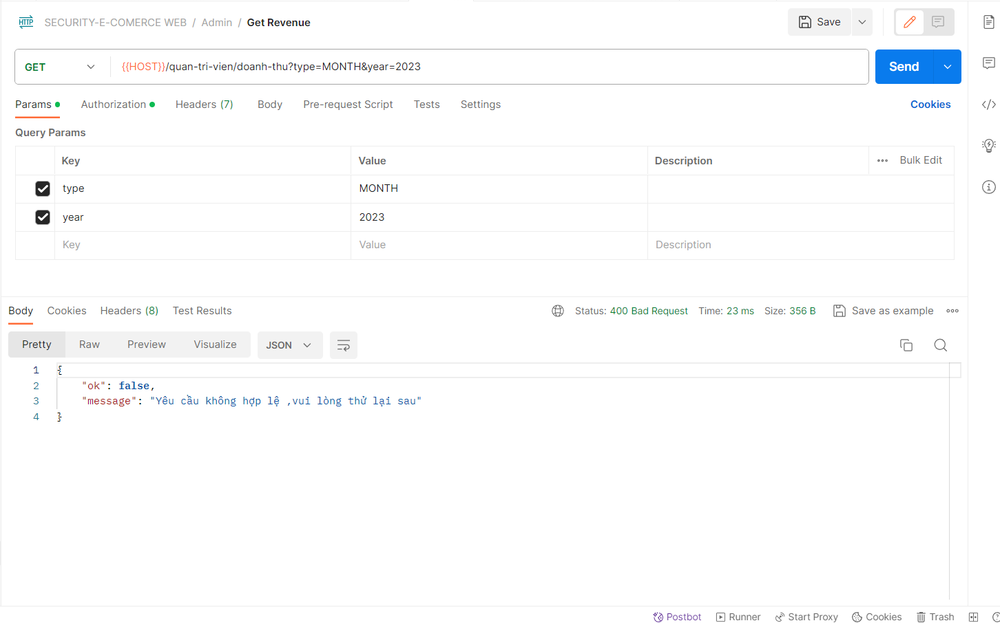 HTTP SECURITY-E-COMERCE WEB / Admin / Get Revenue Save
GET {{HOST}}/quan-tri-vien/doanh-thu?type=MONTH&year=2023 Send
Params Authorization Headers (7) Body Pre-request Script Tests Settings Cookies
Query Params
Key Value Description Bulk Edit
type MONTH
year 2023
Key Value Description
Body Cookies Headers (8) Test Results Status: 400 Bad Request Time: 23 ms Size: 356 B Save as example
Pretty Raw Preview Visualize JSON
1 {
2 "ok": false,
3 "message": "Yêu cầu không hợp lệ ,vui lòng thử lại sau"
4 }
Postbot Runner Start Proxy Cookies Trash